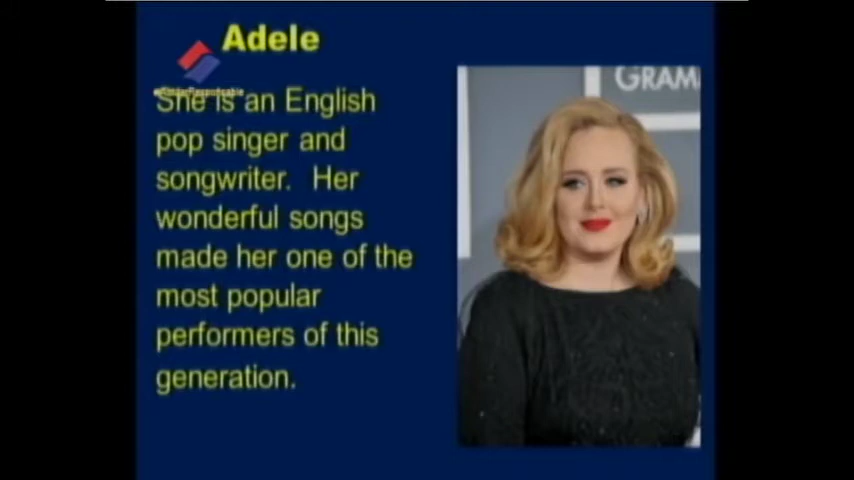 Adele
She is an English
pop singer and
songwriter. Her
wonderful songs
made her one of the
most popular
performers of this
generation.
GRAM